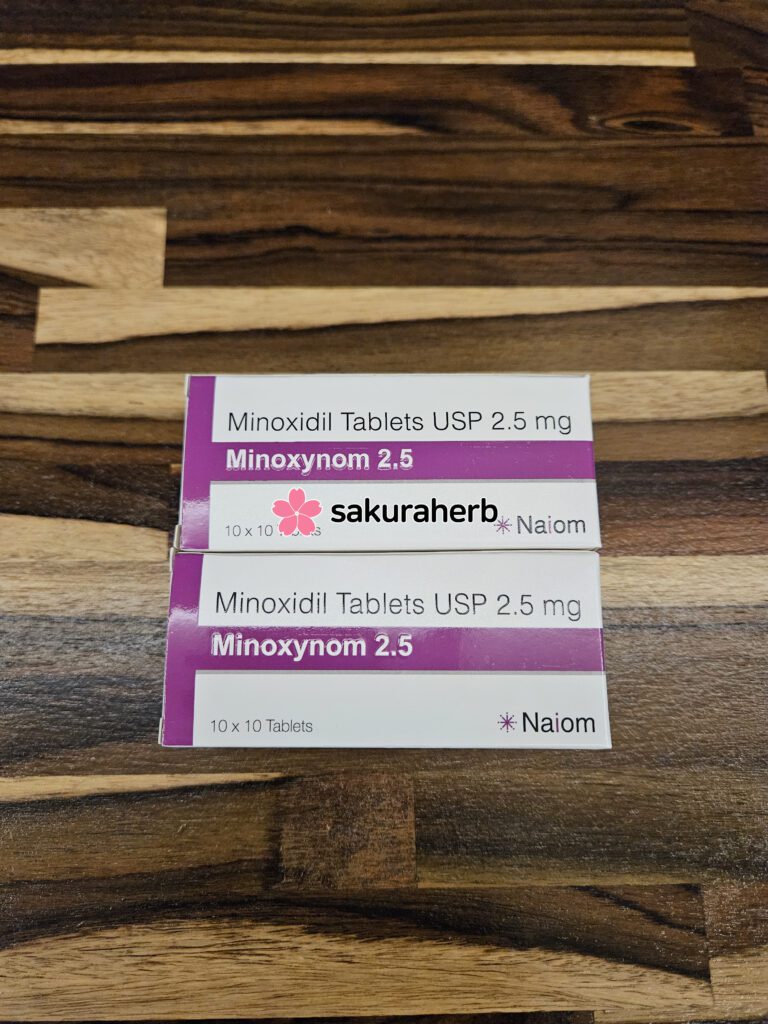 Minoxidil Tablets USP 2.5 mg
Minoxynom 2.5
sakuraherb
10 x 10
Naiom
Minoxidil Tablets USP 2.5 mg
Minoxynom 2.5
10 x 10 Tablets
Naiom